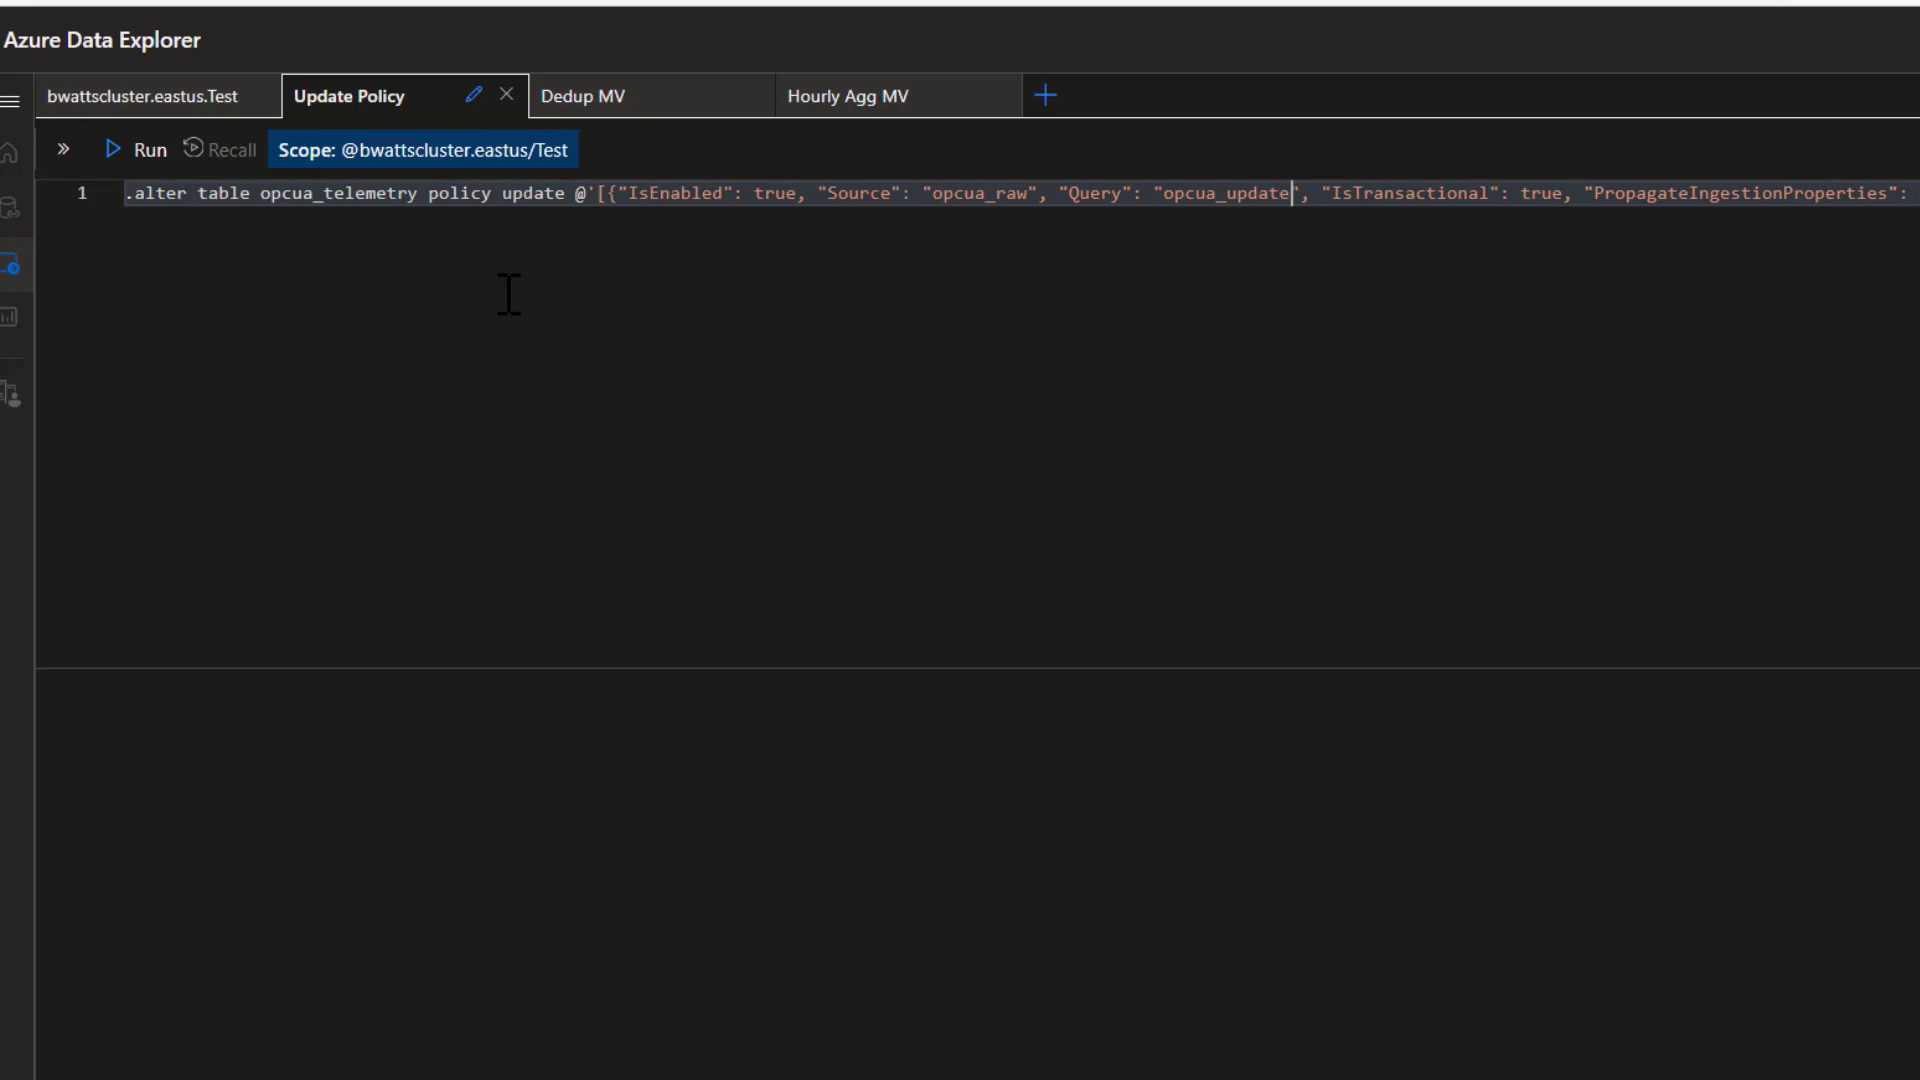 Azure Data Explorer
bwattscluster.eastus.Test Update Policy Dedup MV Hourly Agg MV
Run Recall Scope: @bwattscluster.eastus/Test
1 .alter table opcua_telemetry policy update @'[{"IsEnabled": true, "Source": "opcua_raw", "Query": "opcua_update", "IsTransactional": true, "PropagateIngestionProperties":